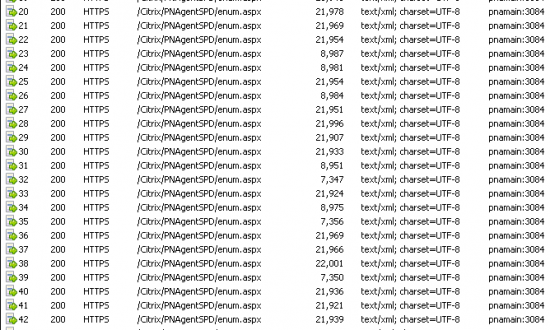 20 200 HTTPS /Citrix/PNAgentSPD/enum.aspx 21,978 text/xml; charset=UTF-8 pnamain:3084
21 200 HTTPS /Citrix/PNAgentSPD/enum.aspx 21,969 text/xml; charset=UTF-8 pnamain:3084
22 200 HTTPS /Citrix/PNAgentSPD/enum.aspx 21,954 text/xml; charset=UTF-8 pnamain:3084
23 200 HTTPS /Citrix/PNAgentSPD/enum.aspx 8,987 text/xml; charset=UTF-8 pnamain:3084
24 200 HTTPS /Citrix/PNAgentSPD/enum.aspx 8,981 text/xml; charset=UTF-8 pnamain:3084
25 200 HTTPS /Citrix/PNAgentSPD/enum.aspx 21,954 text/xml; charset=UTF-8 pnamain:3084
26 200 HTTPS /Citrix/PNAgentSPD/enum.aspx 8,984 text/xml; charset=UTF-8 pnamain:3084
27 200 HTTPS /Citrix/PNAgentSPD/enum.aspx 21,951 text/xml; charset=UTF-8 pnamain:3084
28 200 HTTPS /Citrix/PNAgentSPD/enum.aspx 21,996 text/xml; charset=UTF-8 pnamain:3084
29 200 HTTPS /Citrix/PNAgentSPD/enum.aspx 21,907 text/xml; charset=UTF-8 pnamain:3084
30 200 HTTPS /Citrix/PNAgentSPD/enum.aspx 21,933 text/xml; charset=UTF-8 pnamain:3084
31 200 HTTPS /Citrix/PNAgentSPD/enum.aspx 8,951 text/xml; charset=UTF-8 pnamain:3084
32 200 HTTPS /Citrix/PNAgentSPD/enum.aspx 7,347 text/xml; charset=UTF-8 pnamain:3084
33 200 HTTPS /Citrix/PNAgentSPD/enum.aspx 21,924 text/xml; charset=UTF-8 pnamain:3084
34 200 HTTPS /Citrix/PNAgentSPD/enum.aspx 8,975 text/xml; charset=UTF-8 pnamain:3084
35 200 HTTPS /Citrix/PNAgentSPD/enum.aspx 7,356 text/xml; charset=UTF-8 pnamain:3084
36 200 HTTPS /Citrix/PNAgentSPD/enum.aspx 21,969 text/xml; charset=UTF-8 pnamain:3084
37 200 HTTPS /Citrix/PNAgentSPD/enum.aspx 21,966 text/xml; charset=UTF-8 pnamain:3084
38 200 HTTPS /Citrix/PNAgentSPD/enum.aspx 22,001 text/xml; charset=UTF-8 pnamain:3084
39 200 HTTPS /Citrix/PNAgentSPD/enum.aspx 7,350 text/xml; charset=UTF-8 pnamain:3084
40 200 HTTPS /Citrix/PNAgentSPD/enum.aspx 21,936 text/xml; charset=UTF-8 pnamain:3084
41 200 HTTPS /Citrix/PNAgentSPD/enum.aspx 21,921 text/xml; charset=UTF-8 pnamain:3084
42 200 HTTPS /Citrix/PNAgentSPD/enum.aspx 21,939 text/xml; charset=UTF-8 pnamain:3084